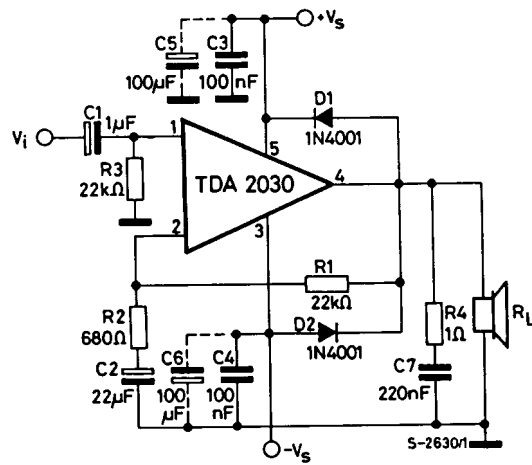 +Vs
C5
C3
100µF
100 nF
D1
1N4001
C1
1µF
Vi
1
5
R3
22kΩ
TDA 2030
4
2
3
R1
22kΩ
R2
680Ω
D2
1N4001
R4
1Ω
RL
C2
22µF
C6
100
µF
C4
100
nF
C7
220nF
S-2630/1
-Vs